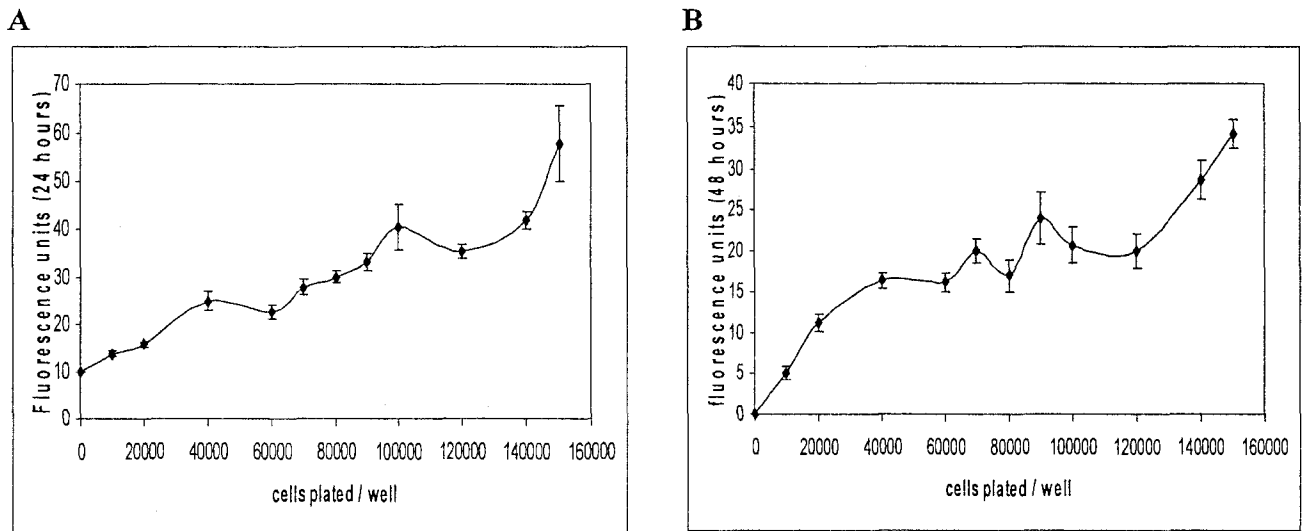 A
Fluorescence units (24 hours)
70
60
50
40
30
20
10
0
0 20000 40000 60000 80000 100000 120000 140000 160000
cells plated / well
B
fluorescence units (48 hours)
40
35
30
25
20
15
10
5
0
0 20000 40000 60000 80000 100000 120000 140000 160000
cells plated / well